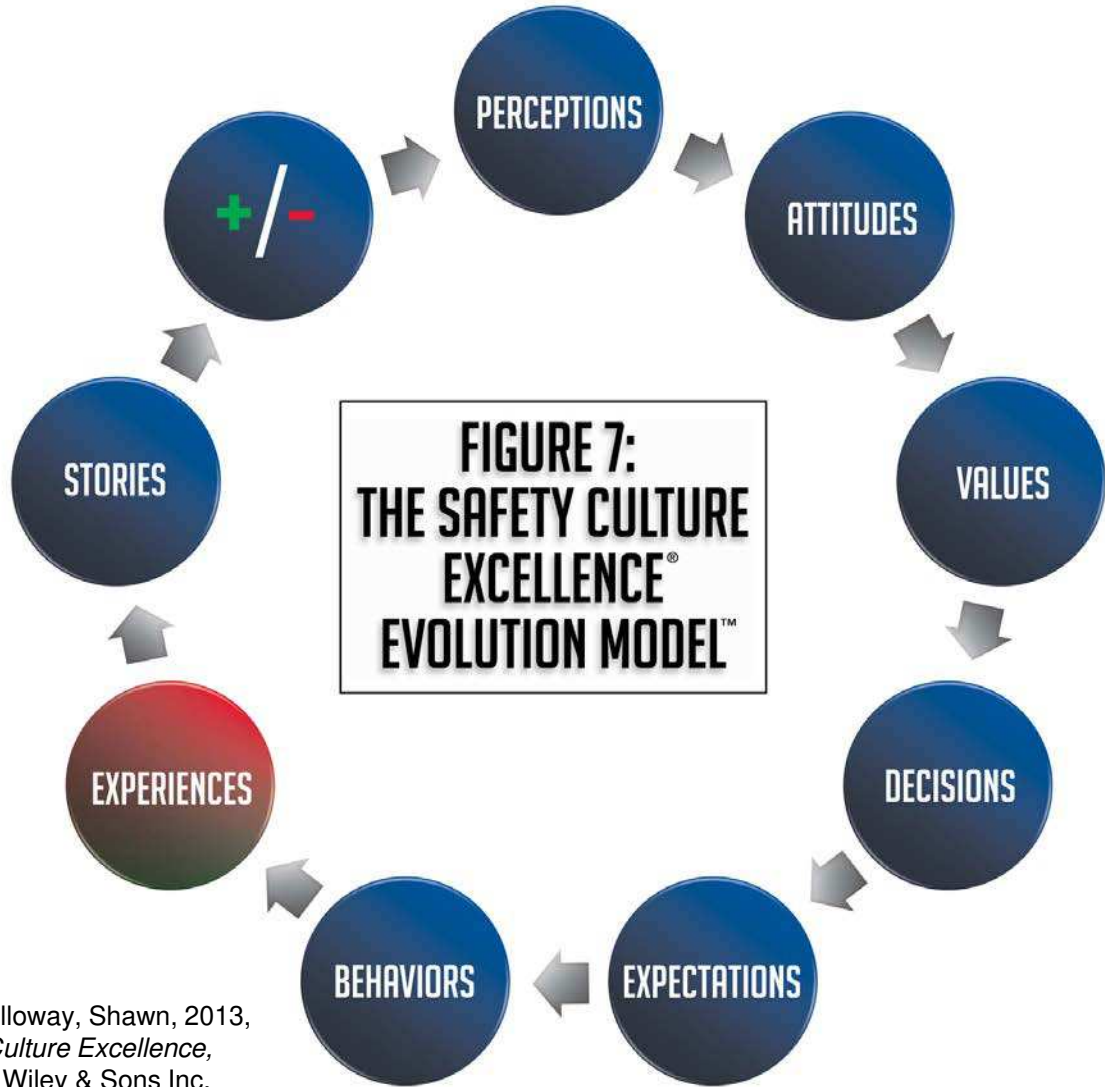 PERCEPTIONS
ATTITUDES
VALUES
DECISIONS
EXPECTATIONS
BEHAVIORS
EXPERIENCES
STORIES
+/-
FIGURE 7:
THE SAFETY CULTURE
EXCELLENCE®
EVOLUTION MODEL™
lloway, Shawn, 2013,
Culture Excellence,
Wiley & Sons Inc.